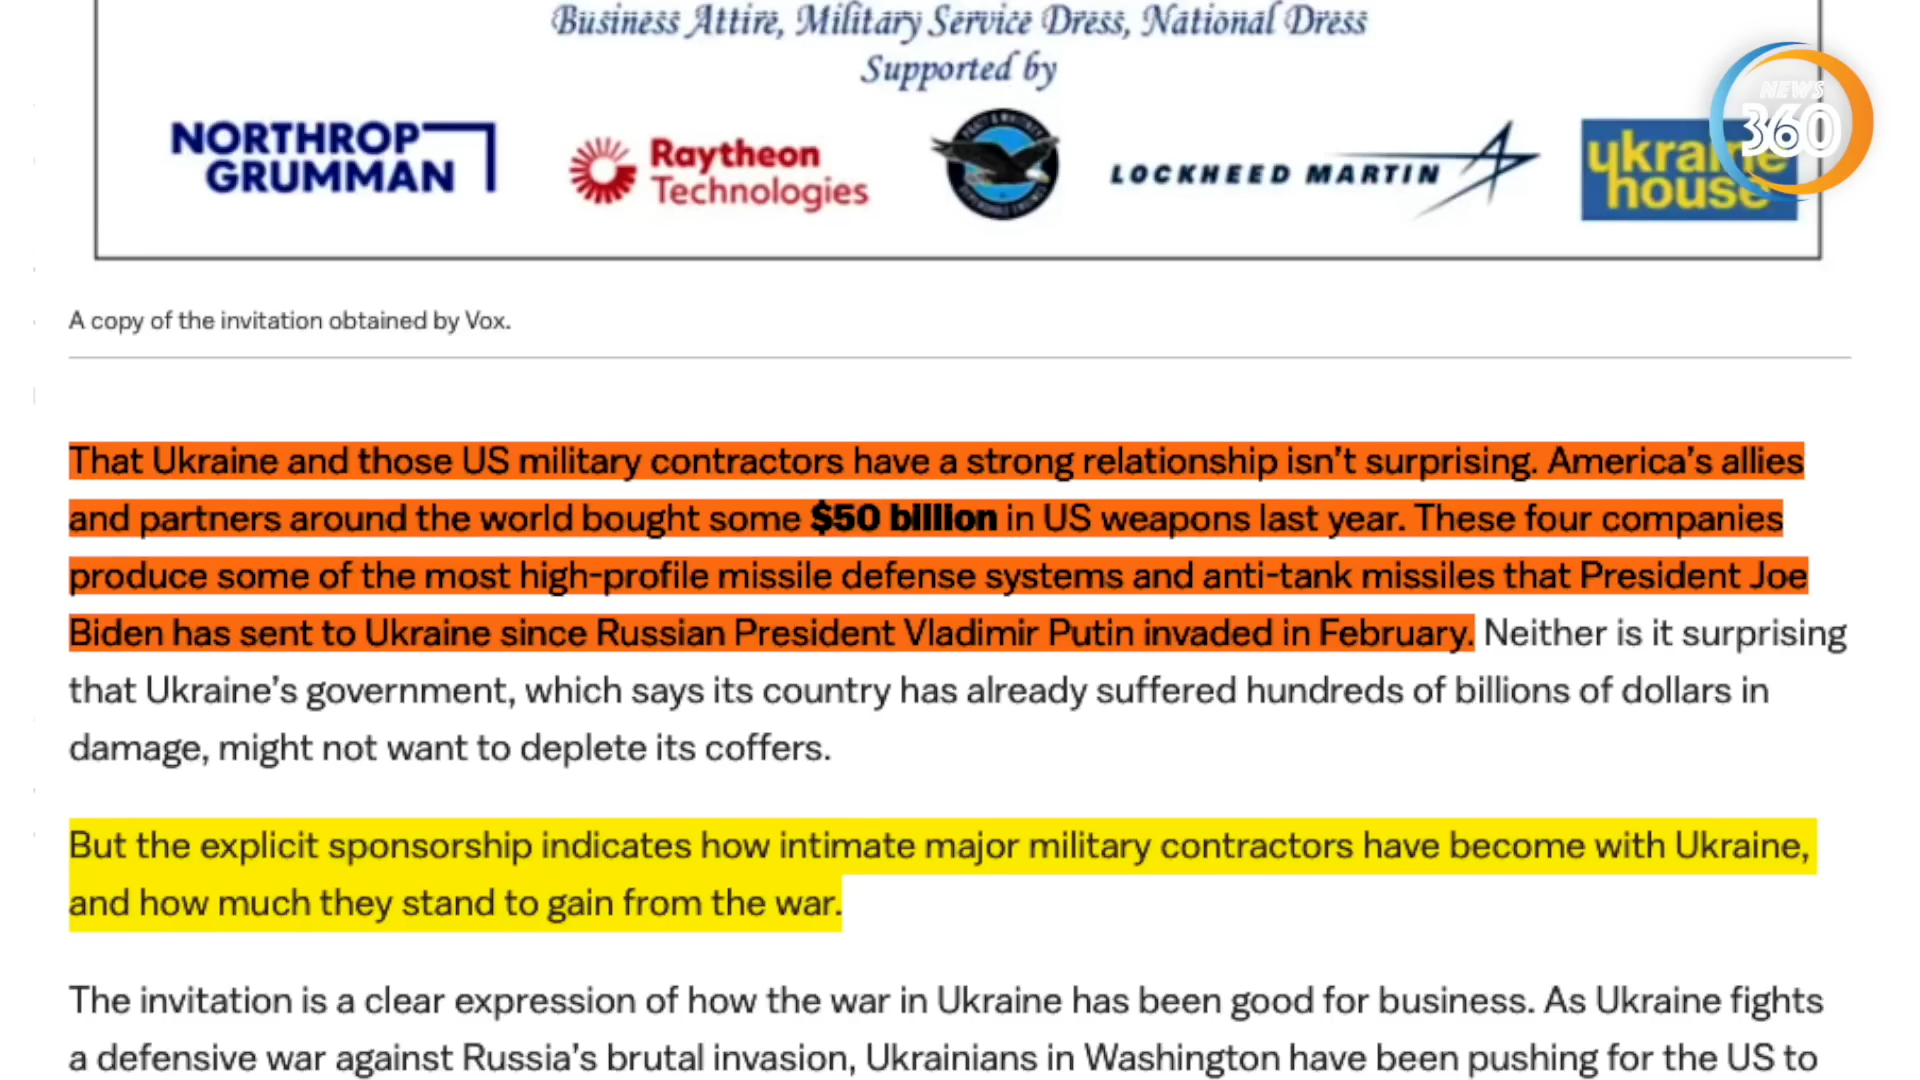 Business Attire, Military Service Dress, National Dress
Supported by
NORTHROP
GRUMMAN
Raytheon
Technologies
PRATT & WHITNEY
LOCKHEED MARTIN
ukraine
house
NEWS
360
A copy of the invitation obtained by Vox.
That Ukraine and those US military contractors have a strong relationship isn’t surprising. America’s allies
and partners around the world bought some $50 billion in US weapons last year. These four companies
produce some of the most high-profile missile defense systems and anti-tank missiles that President Joe
Biden has sent to Ukraine since Russian President Vladimir Putin invaded in February. Neither is it surprising
that Ukraine’s government, which says its country has already suffered hundreds of billions of dollars in
damage, might not want to deplete its coffers.
But the explicit sponsorship indicates how intimate major military contractors have become with Ukraine,
and how much they stand to gain from the war.
The invitation is a clear expression of how the war in Ukraine has been good for business. As Ukraine fights
a defensive war against Russia’s brutal invasion, Ukrainians in Washington have been pushing for the US to